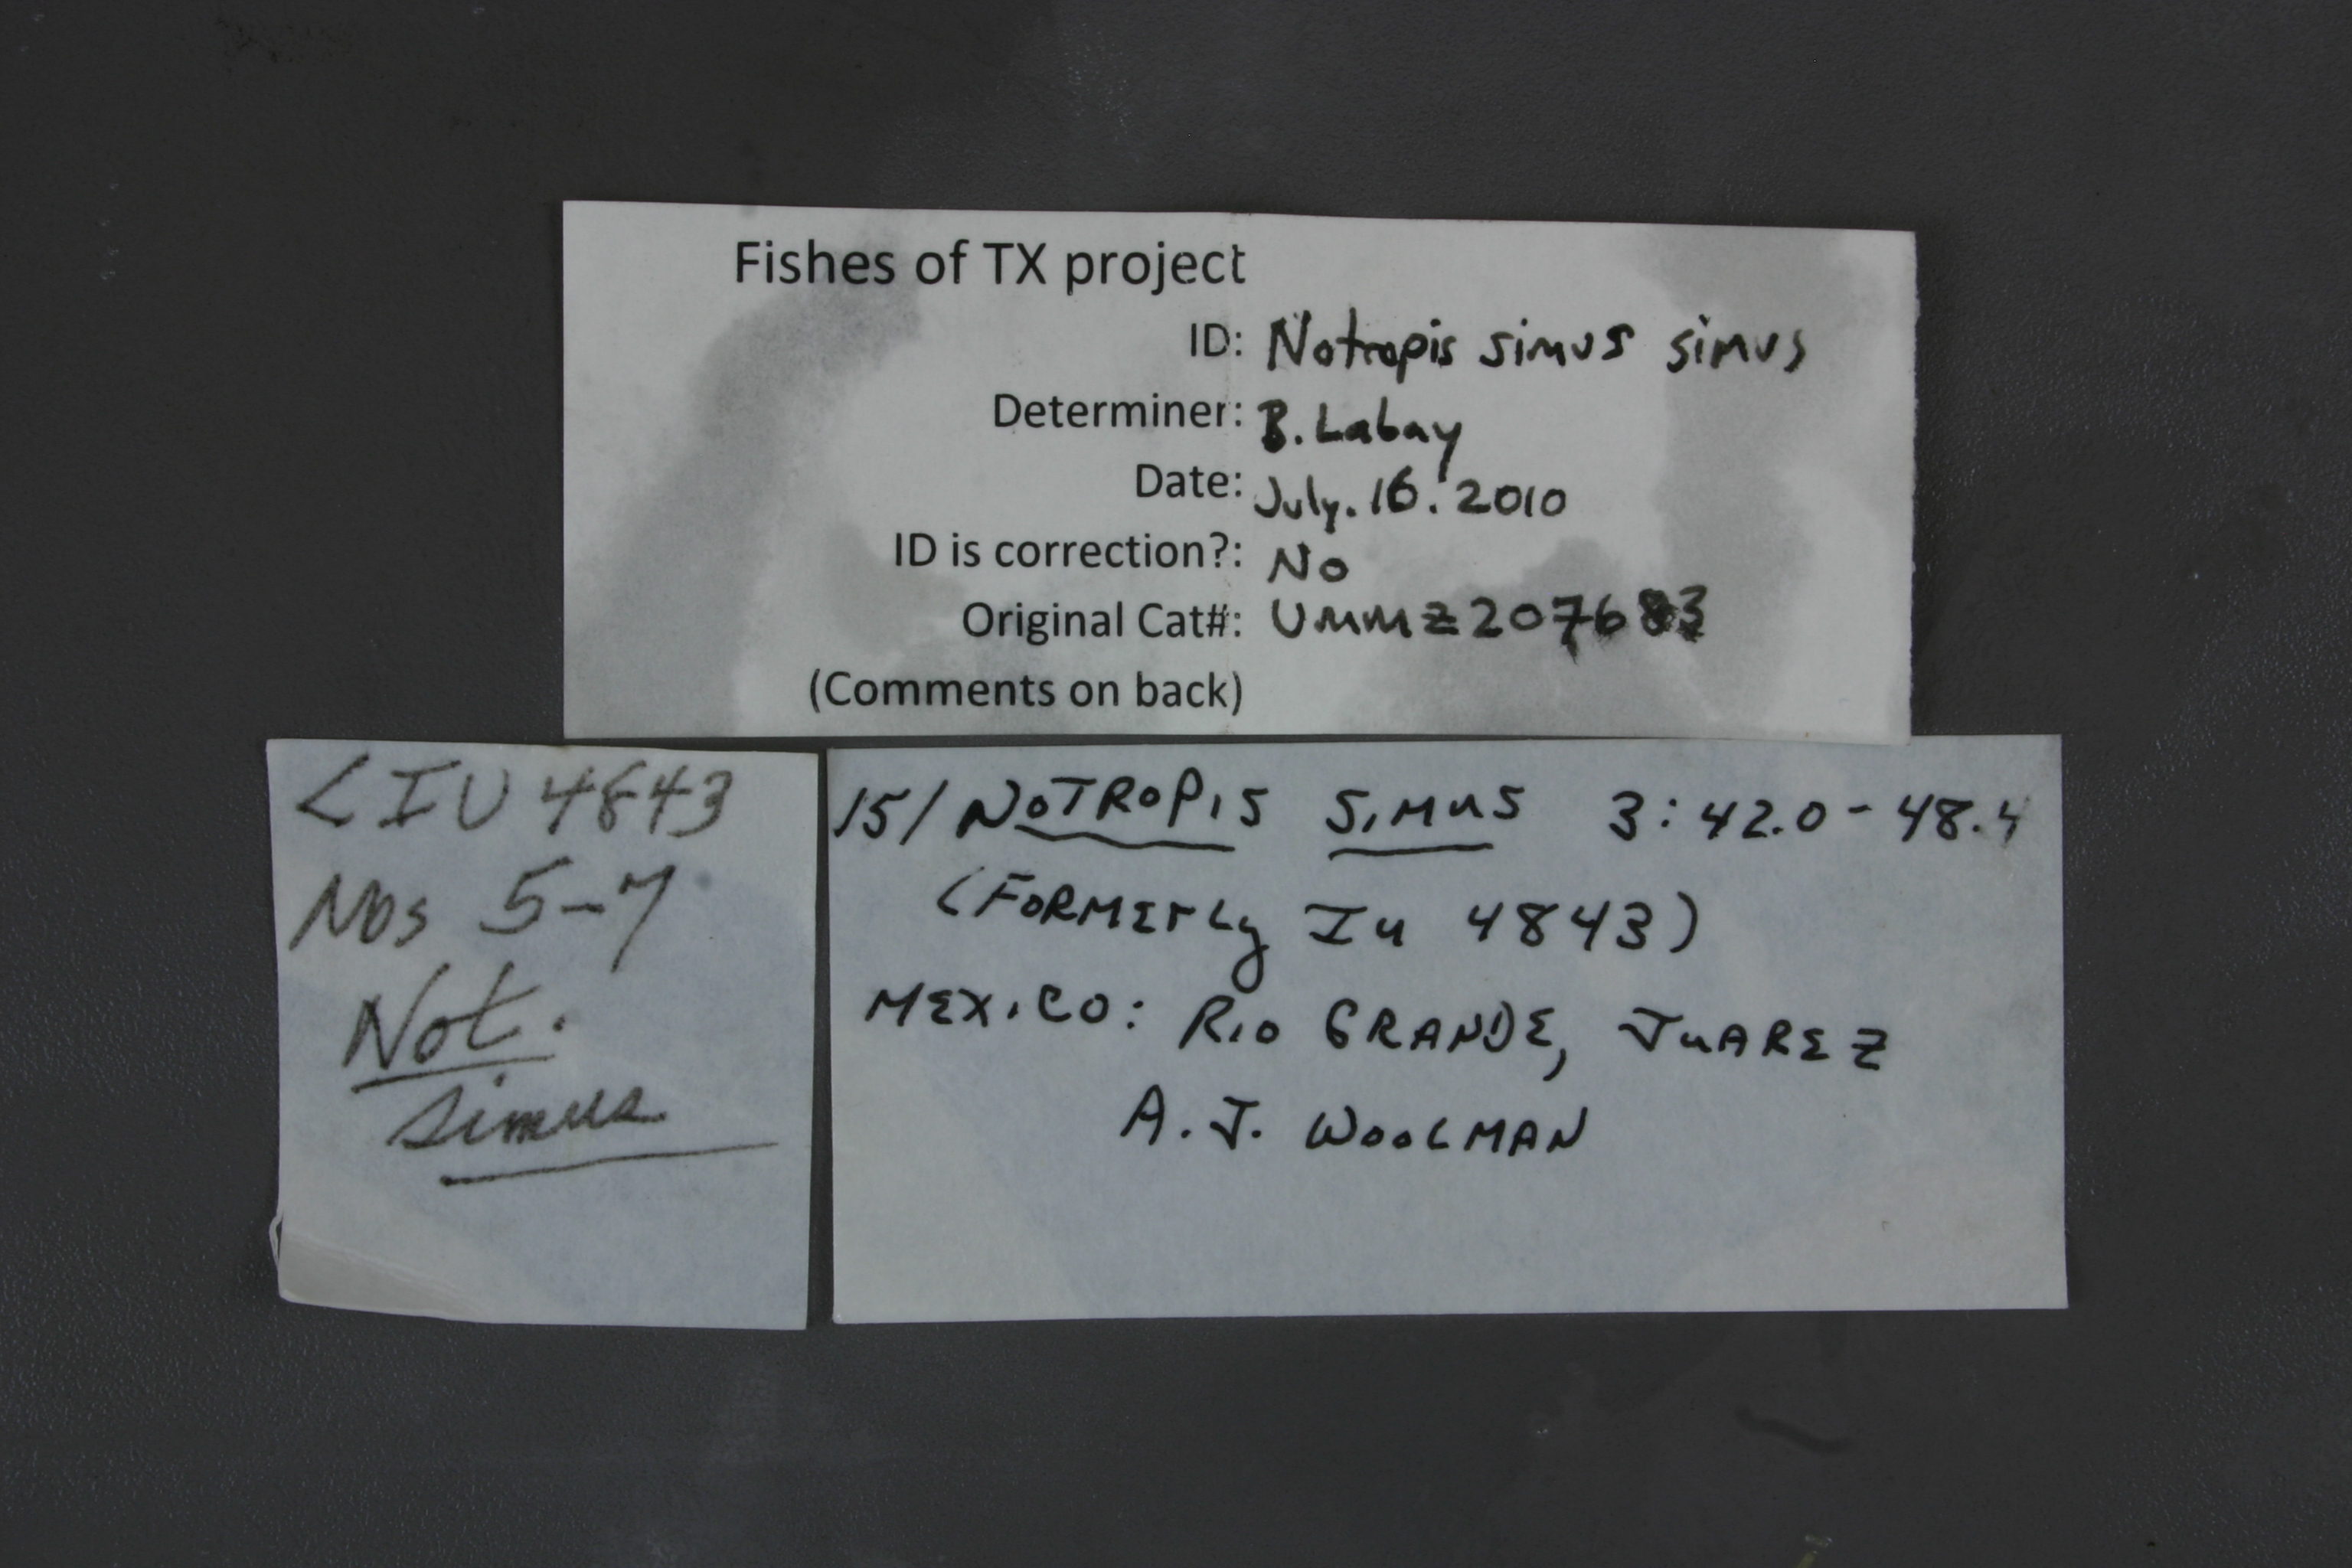 Fishes of TX project
ID: Notropis simus simus
Determiner: B. Labay
Date: July. 16. 2010
ID is correction?: No
Original Cat#: UMMZ 207683
(Comments on back)
< IU 4843
Nos 5-7
Not.
simus
15/ NOTROPIS SIMUS 3: 42.0 - 48.4
(FORMErLy IU 4843)
MEXICO: RIO GRANDE, JUAREZ
A. J. WOOLMAN